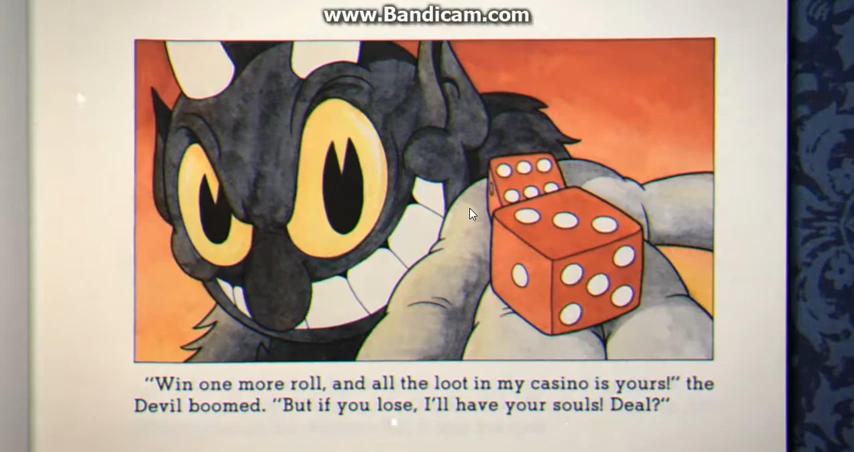 www.Bandicam.com
“Win one more roll, and all the loot in my casino is yours!“ the
Devil boomed. “But if you lose, I’ll have your souls! Deal?“